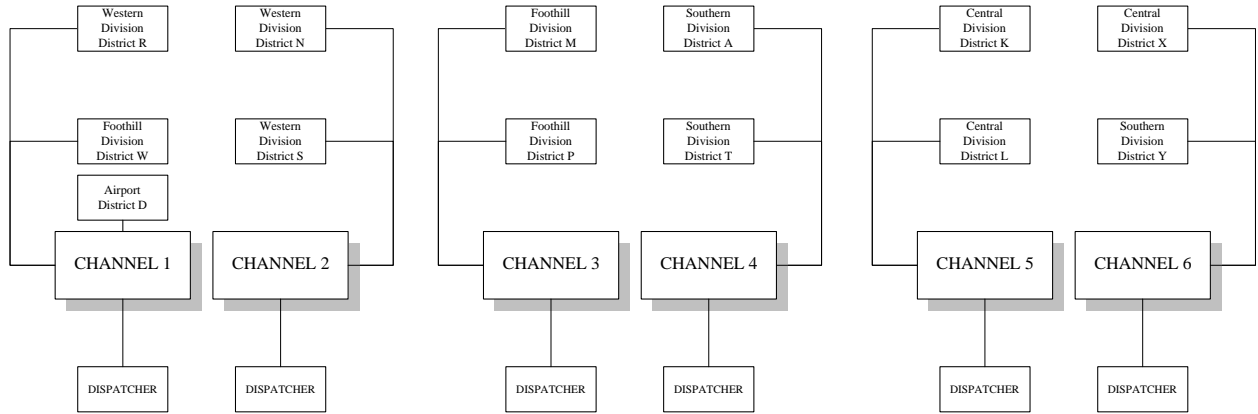 Western
Division
District R
Western
Division
District N
Foothill
Division
District M
Southern
Division
District A
Central
Division
District K
Central
Division
District X
Foothill
Division
District W
Western
Division
District S
Foothill
Division
District P
Southern
Division
District T
Central
Division
District L
Southern
Division
District Y
Airport
District D
CHANNEL 1
CHANNEL 2
CHANNEL 3
CHANNEL 4
CHANNEL 5
CHANNEL 6
DISPATCHER
DISPATCHER
DISPATCHER
DISPATCHER
DISPATCHER
DISPATCHER